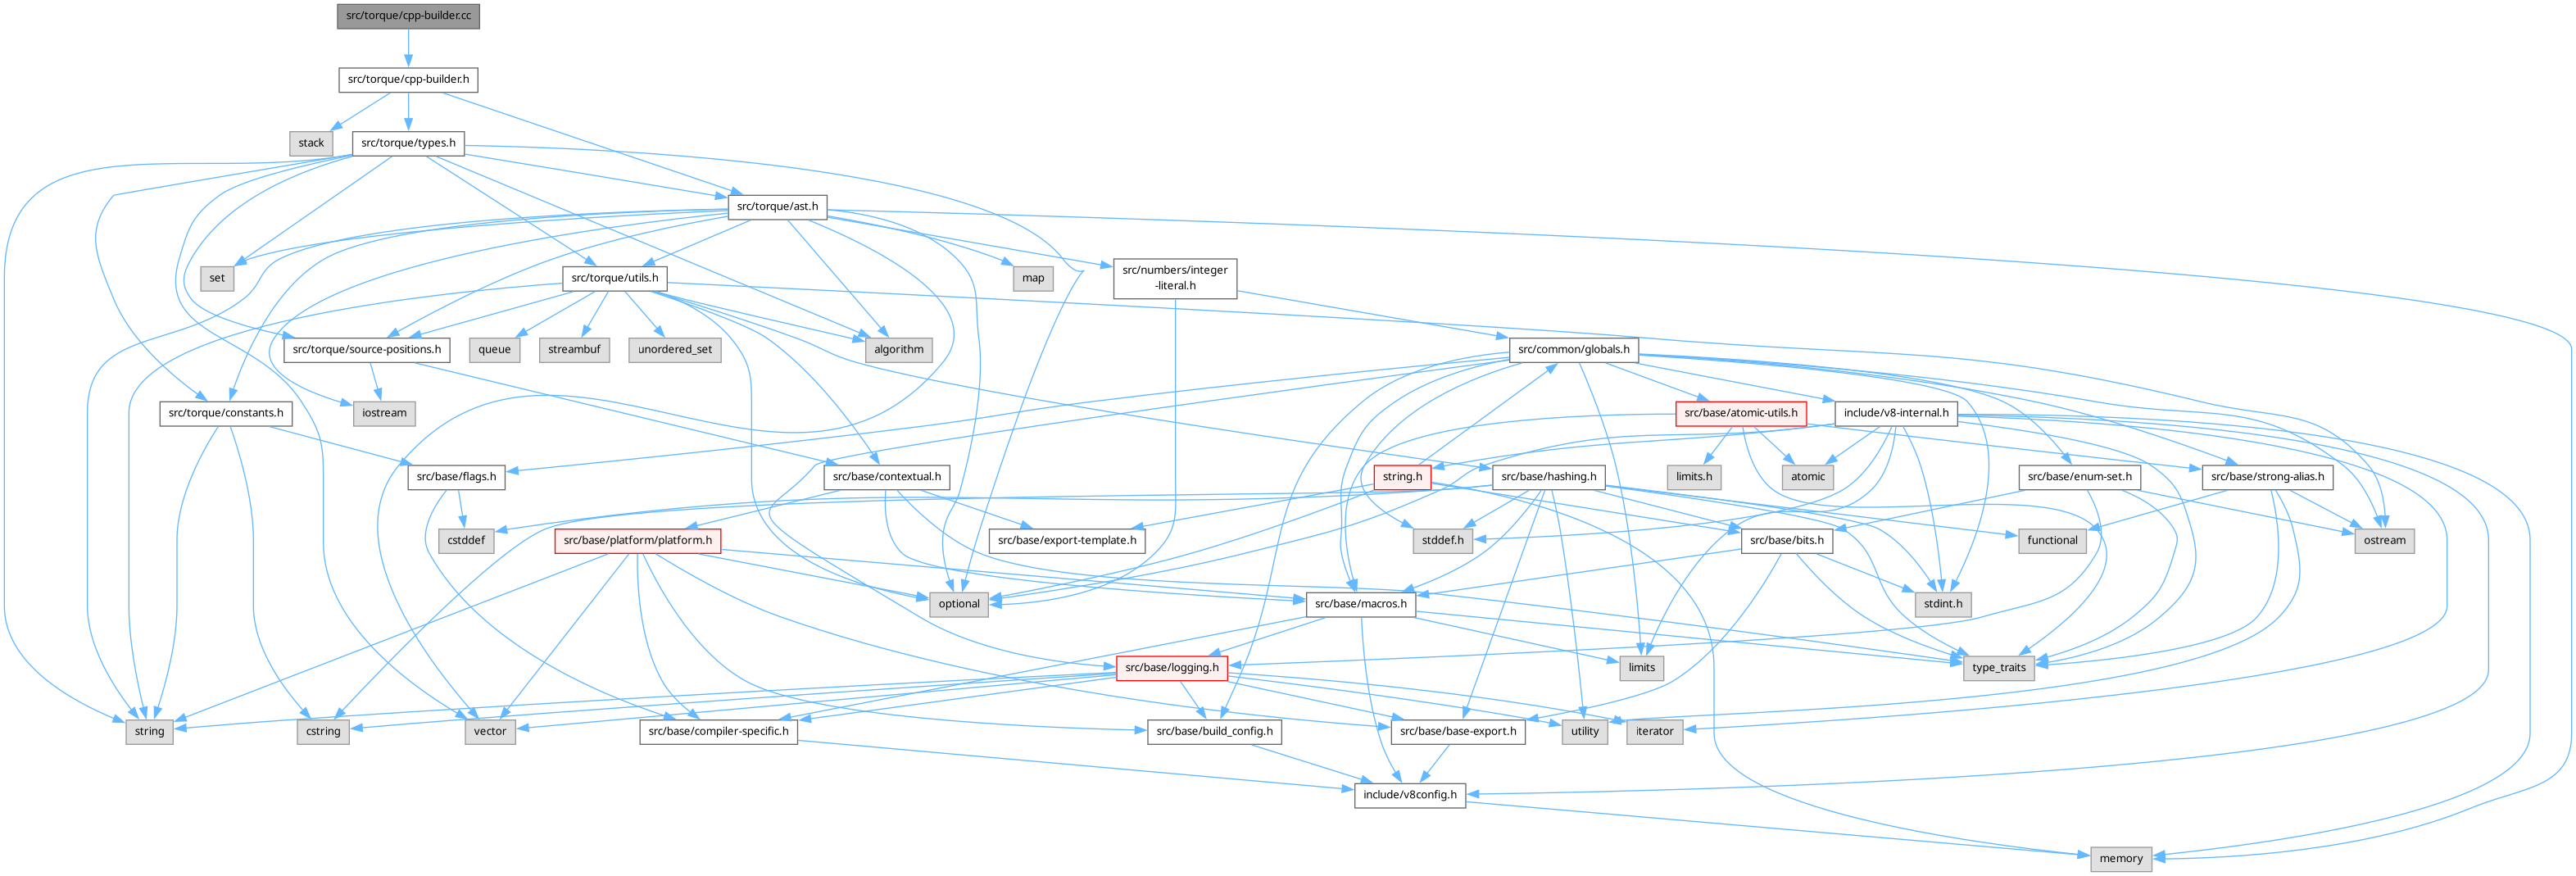 src/torque/cpp-builder.cc
src/torque/cpp-builder.h
stack
src/torque/types.h
src/torque/ast.h
set
src/torque/utils.h
map
src/numbers/integer
-literal.h
src/torque/source-positions.h
queue
streambuf
unordered_set
algorithm
src/common/globals.h
src/torque/constants.h
iostream
src/base/atomic-utils.h
include/v8-internal.h
src/base/flags.h
src/base/contextual.h
string.h
src/base/hashing.h
limits.h
atomic
src/base/enum-set.h
src/base/strong-alias.h
cstddef
src/base/platform/platform.h
src/base/export-template.h
stddef.h
src/base/bits.h
functional
ostream
optional
src/base/macros.h
stdint.h
src/base/logging.h
limits
type_traits
string
cstring
vector
src/base/compiler-specific.h
src/base/build_config.h
src/base/base-export.h
utility
iterator
include/v8config.h
memory